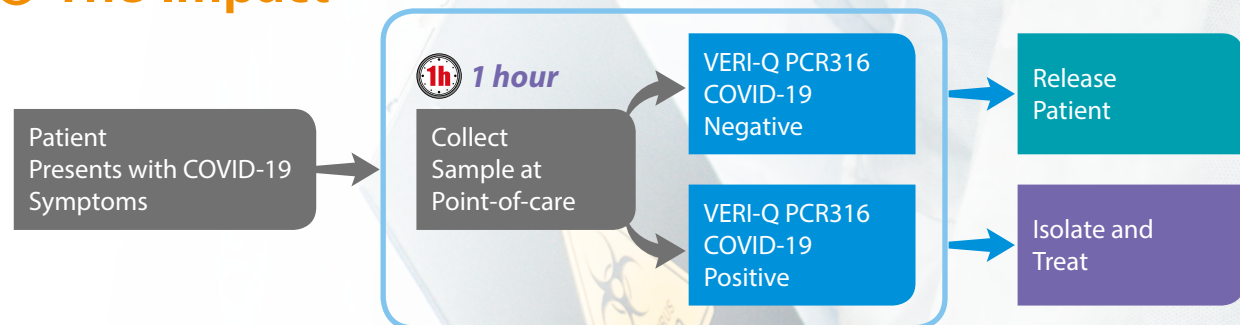 The Impact
1h 1 hour
Patient
Presents with COVID-19
Symptoms
Collect
Sample at
Point-of-care
VERI-Q PCR316
COVID-19
Negative
VERI-Q PCR316
COVID-19
Positive
Release
Patient
Isolate and
Treat